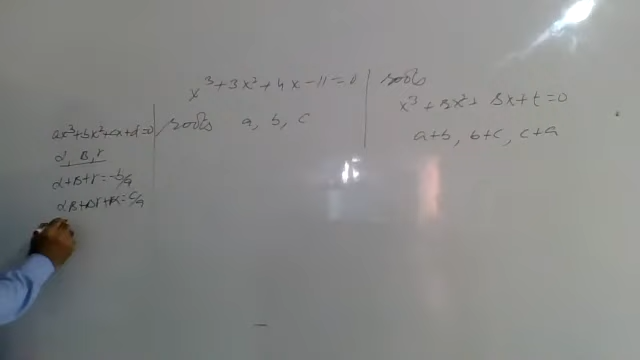 ax³+bx²+cx+d=0
α, β, γ
α+β+γ=-b/a
αβ+βγ+γα=c/a
x³+3x²+4x-11=0
roots a, b, c
roots
x³+rx²+sx+t=0
a+b, b+c, c+a